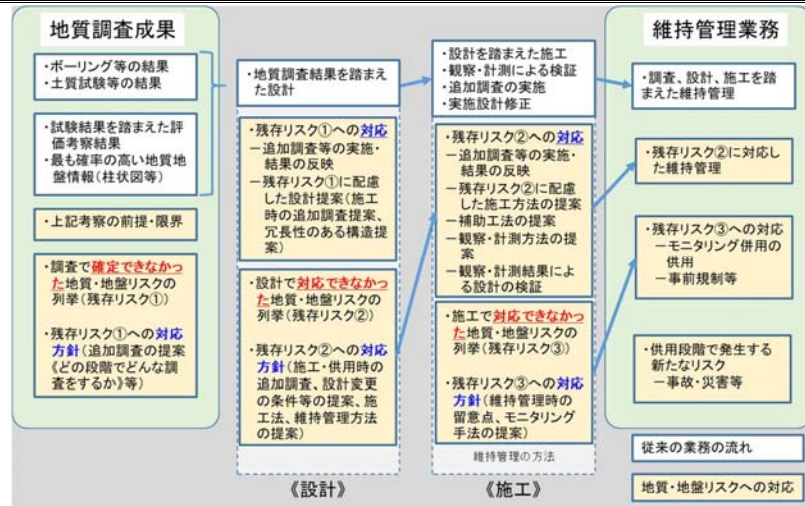 地質調査成果
・ボーリング等の結果
・土質試験等の結果
・試験結果を踏まえた評
価考察結果
・最も確率の高い地質地
盤情報(柱状図等)
・上記考察の前提・限界
・調査で確定できなかっ
た地質・地盤リスクの
列挙(残存リスク①)
・残存リスク①への対応
方針(追加調査の提案
《どの段階でどんな調
査をするか》等)
・地質調査結果を踏まえ
た設計
・残存リスク①への対応
－追加調査等の実施・
結果の反映
－残存リスク①に配慮
した設計提案(施工
時の追加調査提案、
冗長性のある構造提
案)
・設計で対応できなかっ
た地質・地盤リスクの
列挙(残存リスク②)
・残存リスク②への対応
方針(施工・供用時の
追加調査、設計変更
の条件等の提案、施
工法、維持管理方法
の提案)
《設計》
・設計を踏まえた施工
・観察・計測による検証
・追加調査の実施
・実施設計修正
・残存リスク②への対応
－追加調査等の実施・
結果の反映
－残存リスク②に配慮
した施工方法の提案
－補助工法の提案
－観察・計測方法の提
案
－観察・計測結果によ
る設計の検証
・施工で対応できなかっ
た地質・地盤リスクの
列挙(残存リスク③)
・残存リスク③への対応
方針(維持管理時の
留意点、モニタリング
手法の提案)
維持管理の方法
《施工》
維持管理業務
・調査、設計、施工を踏
まえた維持管理
・残存リスク②に対応し
た維持管理
・残存リスク③への対応
－モニタリング併用の
供用
－事前規制等
・供用段階で発生する
新たなリスク
－事故・災害等
従来の業務の流れ
地質・地盤リスクへの対応